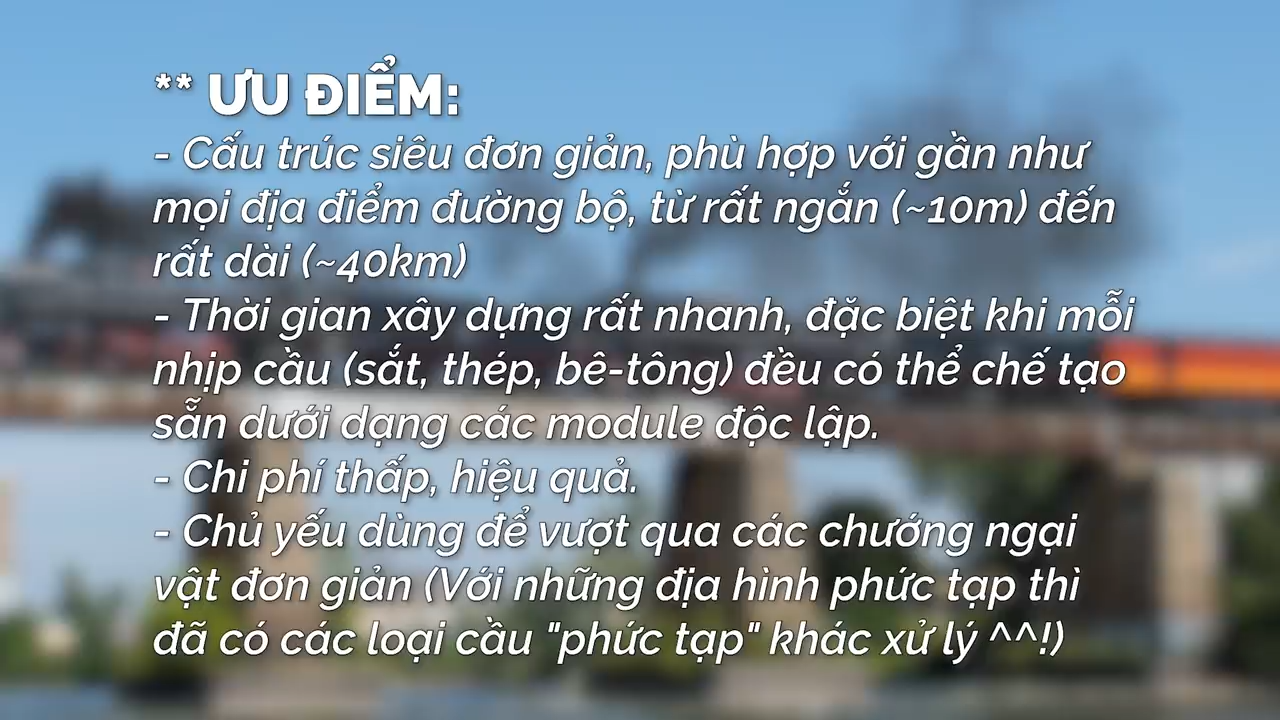 ** ƯU ĐIỂM:
- Cấu trúc siêu đơn giản, phù hợp với gần như
mọi địa điểm đường bộ, từ rất ngắn (~10m) đến
rất dài (~40km)
- Thời gian xây dựng rất nhanh, đặc biệt khi mỗi
nhịp cầu (sắt, thép, bê-tông) đều có thể chế tạo
sẵn dưới dạng các module độc lập.
- Chi phí thấp, hiệu quả.
- Chủ yếu dùng để vượt qua các chướng ngại
vật đơn giản (Với những địa hình phức tạp thì
đã có các loại cầu "phức tạp" khác xử lý ^^!)